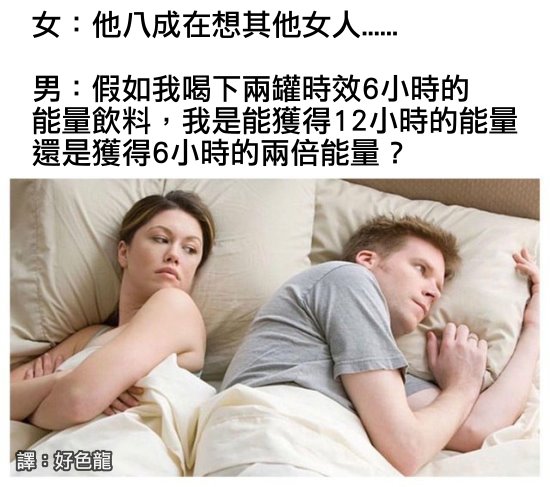 女：他八成在想其他女人......
男：假如我喝下兩罐時效6小時的
能量飲料，我是能獲得12小時的能量
還是獲得6小時的兩倍能量？
譯：好色龍